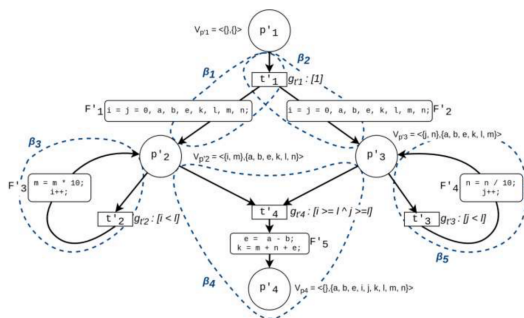 V_p'1 = <{},{}>
p'₁
β₁
β₂
t'₁ g_t'1 : [1]
F'₁
i = j = 0, a, b, e, k, l, m, n;
i = j = 0, a, b, e, k, l, m, n;
F'₂
β₃
p'₂
V_p'2 = <{i, m},{a, b, e, k, l, n}>
p'₃
V_p'3 = <{j, n},{a, b, e, k, l, m}>
F'₃
m = m * 10;
i++;
F'₄
n = n / 10;
j++;
t'₂
g_t'2 : [i < l]
t'₄
g_t'4 : [i >= l ^ j >=l]
t'₃
g_t'3 : [j < l]
e = a - b;
k = m + n + e;
F'₅
β₄
β₅
p'₄
V_p4 = <{},{a, b, e, i, j, k, l, m, n}>